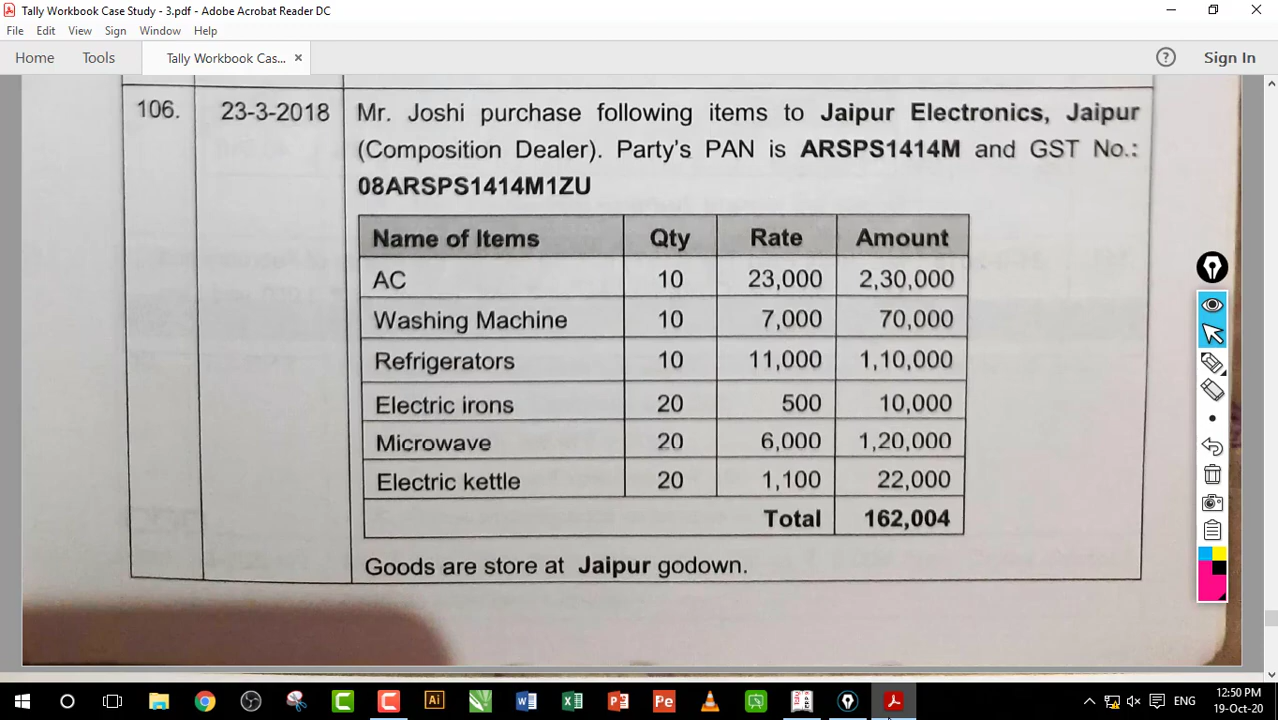 Tally Workbook Case Study - 3.pdf - Adobe Acrobat Reader DC
File Edit View Sign Window Help
Home Tools Tally Workbook Cas... × ? Sign In
106. 23-3-2018 Mr. Joshi purchase following items to Jaipur Electronics, Jaipur
(Composition Dealer). Party's PAN is ARSPS1414M and GST No.:
08ARSPS1414M1ZU
Name of Items Qty Rate Amount
AC 10 23,000 2,30,000
Washing Machine 10 7,000 70,000
Refrigerators 10 11,000 1,10,000
Electric irons 20 500 10,000
Microwave 20 6,000 1,20,000
Electric kettle 20 1,100 22,000
Total 162,004
Goods are store at Jaipur godown.
Ai Pe ENG 12:50 PM
19-Oct-20